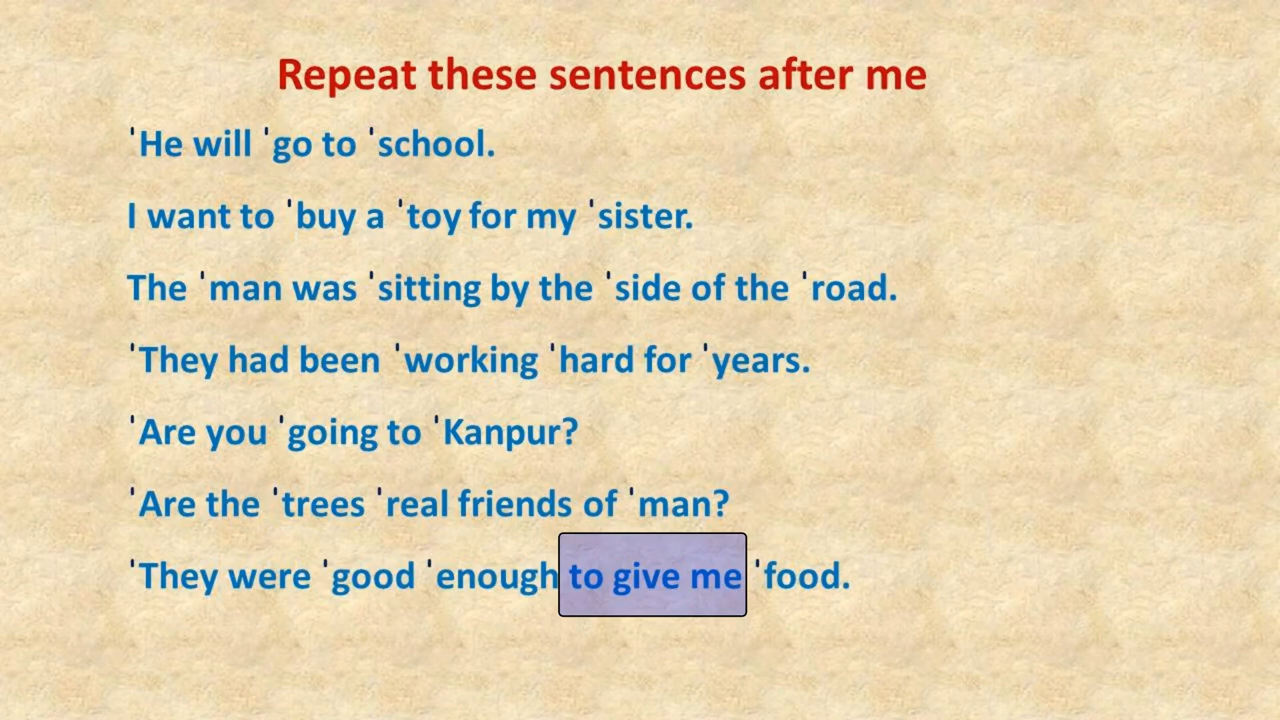 Repeat these sentences after me
ˈHe will ˈgo to ˈschool.
I want to ˈbuy a ˈtoy for my ˈsister.
The ˈman was ˈsitting by the ˈside of the ˈroad.
ˈThey had been ˈworking ˈhard for ˈyears.
ˈAre you ˈgoing to ˈKanpur?
ˈAre the ˈtrees ˈreal friends of ˈman?
ˈThey were ˈgood ˈenough to give me ˈfood.